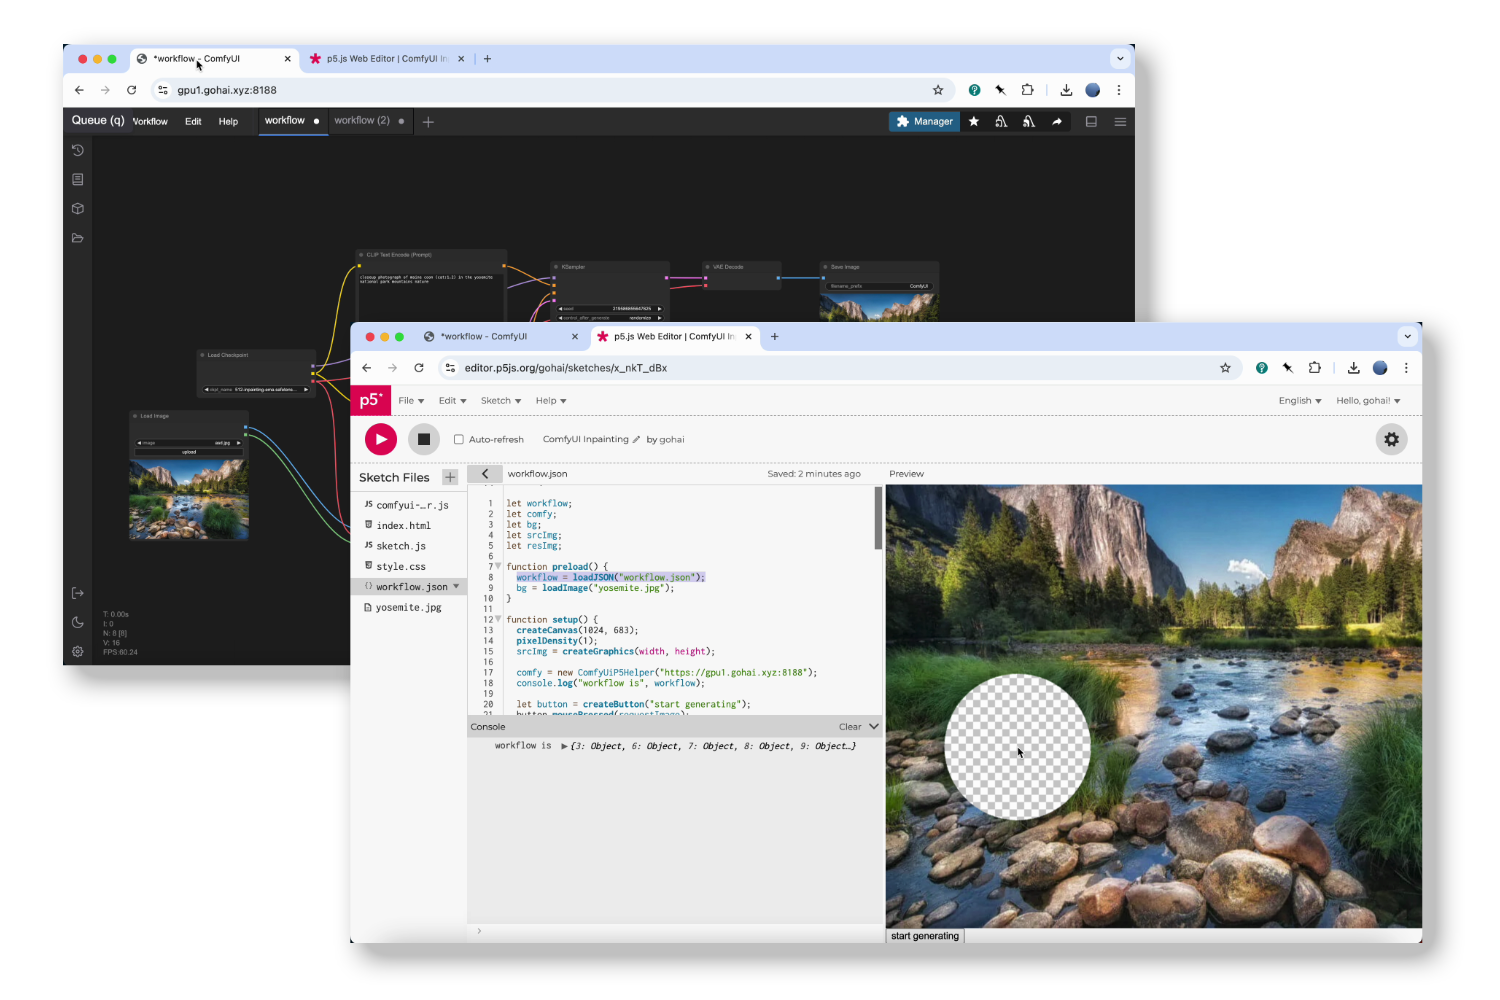 *workflow - ComfyUI
p5.js Web Editor | ComfyUI In
gpu1.gohai.xyz:8188
Queue (q)
Workflow
Edit
Help
workflow
workflow (2)
Manager
CLIP Text Encode (Prompt)
closeup photograph of maine coon (cat:1.2) in the yosemite
national park mountains nature
KSampler
seed
control_after_generate
randomize
VAE Decode
Save Image
filename_prefix
ComfyUI
Load Checkpoint
Load Image
image
upload
T: 0.00s
I: 0
N: 8 [8]
V: 16
FPS:60.24
*workflow - ComfyUI
p5.js Web Editor | ComfyUI In
editor.p5js.org/gohai/sketches/x_nkT_dBx
p5*
File
Edit
Sketch
Help
English
Hello, gohai!
Auto-refresh
ComfyUI Inpainting
by gohai
Sketch Files
comfyui-…r.js
index.html
sketch.js
style.css
workflow.json
yosemite.jpg
workflow.json
Saved: 2 minutes ago
Preview
1 let workflow;
2 let comfy;
3 let bg;
4 let srcImg;
5 let resImg;
6
7 function preload() {
8 workflow = loadJSON("workflow.json");
9 bg = loadImage("yosemite.jpg");
10 }
11
12 function setup() {
13 createCanvas(1024, 683);
14 pixelDensity(1);
15 srcImg = createGraphics(width, height);
16
17 comfy = new ComfyUiP5Helper("https://gpu1.gohai.xyz:8188");
18 console.log("workflow is", workflow);
19
20 let button = createButton("start generating");
21 button.mousePressed(requestImage);
Console
Clear
workflow is ▶{3: Object, 6: Object, 7: Object, 8: Object, 9: Object…}
start generating